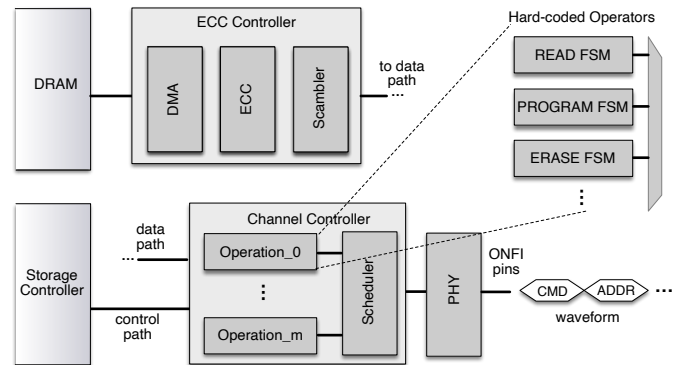 ECC Controller
Hard-coded Operators
DRAM
DMA
ECC
Scambler
to data
path
...
READ FSM
PROGRAM FSM
ERASE FSM
...
Storage
Controller
data
path
...
control
path
Channel Controller
Operation_0
...
Operation_m
Scheduler
PHY
ONFI
pins
CMD
ADDR
...
waveform